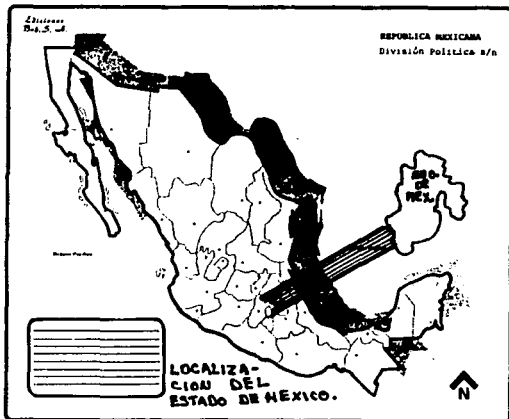 Ediciones
REPUBLICA MEXICANA
División Política s/n
EDO.
DE
MEX.
LOCALIZA-
CION DEL
ESTADO DE MEXICO.
N